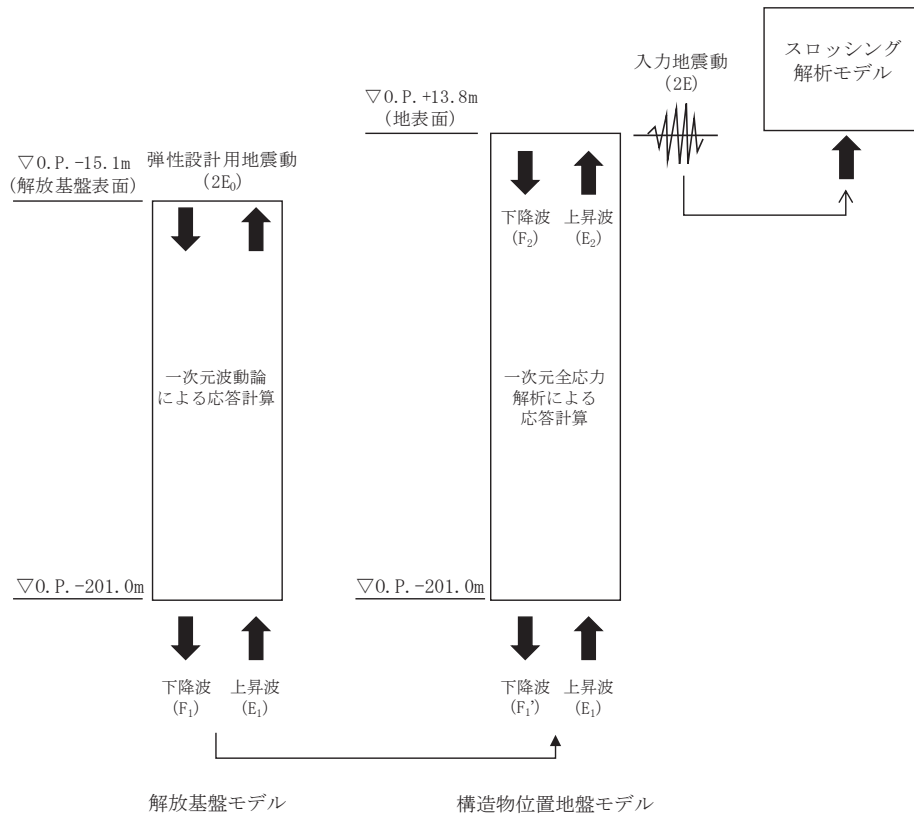 スロッシング
解析モデル
入力地震動
(2E)
▽O.P.+13.8m
(地表面)
▽O.P.-15.1m
(解放基盤表面)
弾性設計用地震動
(2E₀)
下降波
(F₂)
上昇波
(E₂)
一次元波動論
による応答計算
一次元全応力
解析による
応答計算
▽O.P.-201.0m
▽O.P.-201.0m
下降波
(F₁)
上昇波
(E₁)
下降波
(F₁')
上昇波
(E₁)
解放基盤モデル
構造物位置地盤モデル